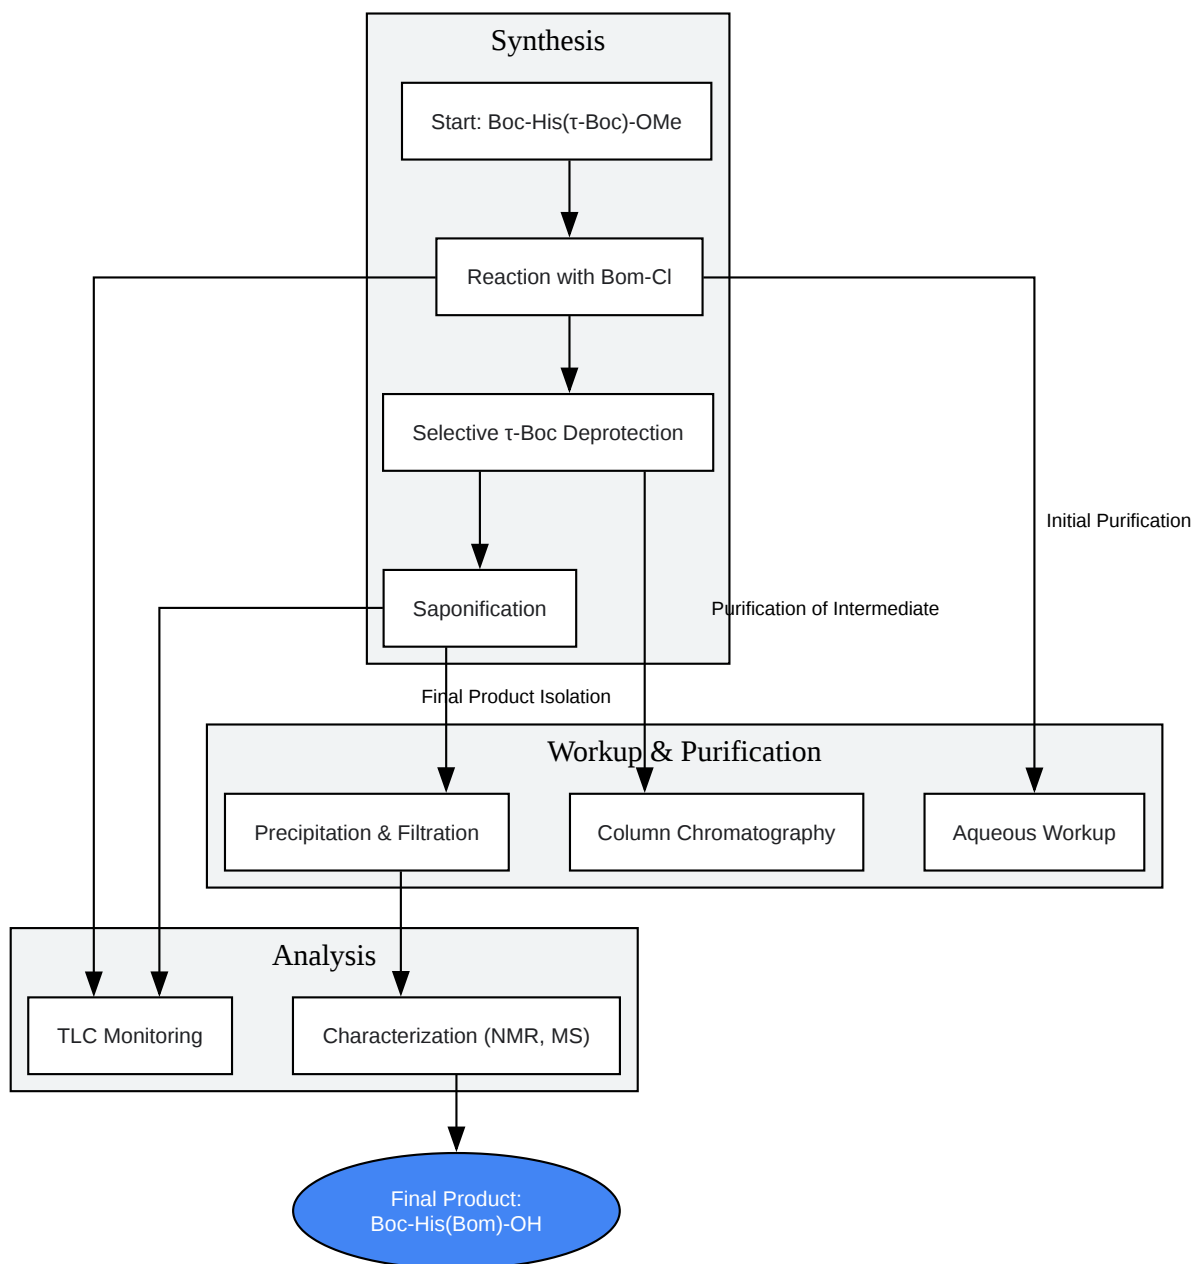 Synthesis
Start: Boc-His(τ-Boc)-OMe
Reaction with Bom-Cl
Selective τ-Boc Deprotection
Initial Purification
Saponification
Purification of Intermediate
Final Product Isolation
Workup & Purification
Precipitation & Filtration
Column Chromatography
Aqueous Workup
Analysis
TLC Monitoring
Characterization (NMR, MS)
Final Product:
Boc-His(Bom)-OH